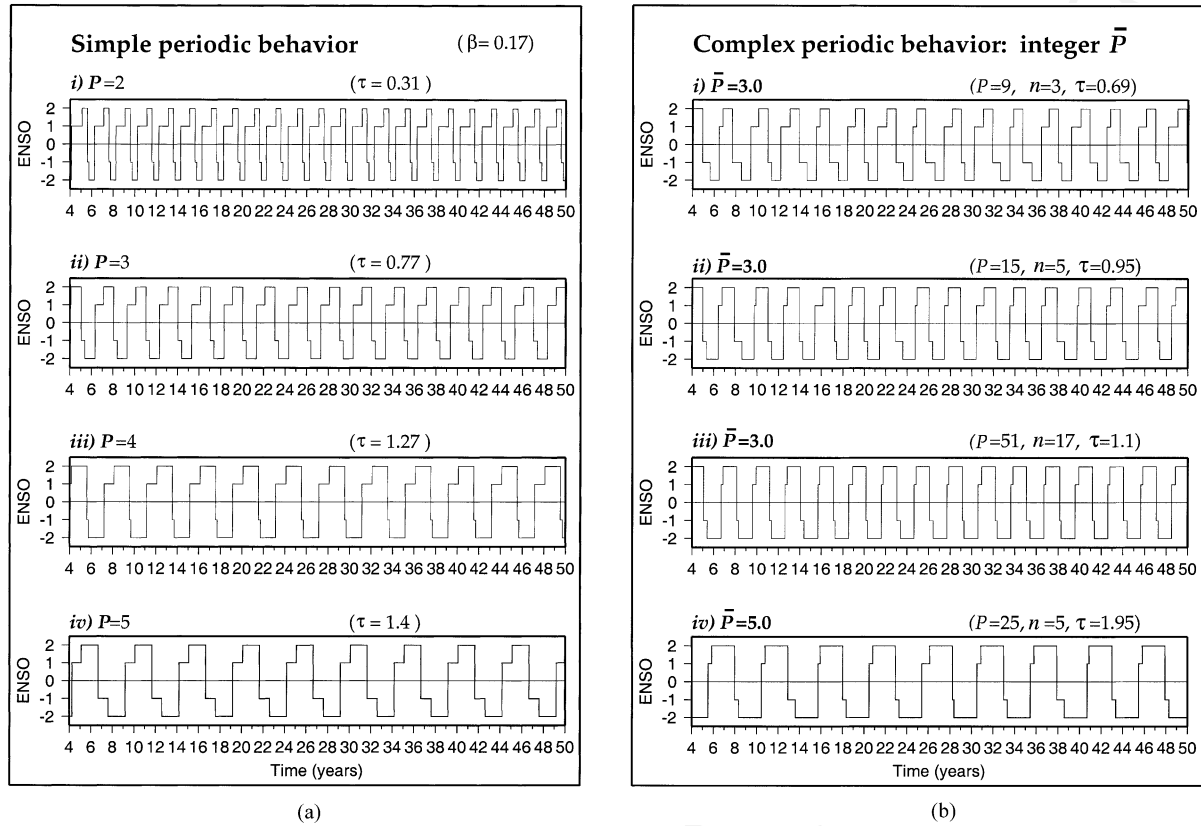 Simple periodic behavior (β= 0.17)
i) P=2 (τ = 0.31 )
ENSO
2
1
0
-1
-2
4 6 8 10 12 14 16 18 20 22 24 26 28 30 32 34 36 38 40 42 44 46 48 50
ii) P=3 (τ = 0.77 )
ENSO
2
1
0
-1
-2
4 6 8 10 12 14 16 18 20 22 24 26 28 30 32 34 36 38 40 42 44 46 48 50
iii) P=4 (τ = 1.27 )
ENSO
2
1
0
-1
-2
4 6 8 10 12 14 16 18 20 22 24 26 28 30 32 34 36 38 40 42 44 46 48 50
iv) P=5 (τ = 1.4 )
ENSO
2
1
0
-1
-2
4 6 8 10 12 14 16 18 20 22 24 26 28 30 32 34 36 38 40 42 44 46 48 50
Time (years)
(a)
Complex periodic behavior: integer P̄
i) P̄=3.0 (P=9, n=3, τ=0.69)
ENSO
2
1
0
-1
-2
4 6 8 10 12 14 16 18 20 22 24 26 28 30 32 34 36 38 40 42 44 46 48 50
ii) P̄=3.0 (P=15, n=5, τ=0.95)
ENSO
2
1
0
-1
-2
4 6 8 10 12 14 16 18 20 22 24 26 28 30 32 34 36 38 40 42 44 46 48 50
iii) P̄=3.0 (P=51, n=17, τ=1.1)
ENSO
2
1
0
-1
-2
4 6 8 10 12 14 16 18 20 22 24 26 28 30 32 34 36 38 40 42 44 46 48 50
iv) P̄=5.0 (P=25, n =5, τ=1.95)
ENSO
2
1
0
-1
-2
4 6 8 10 12 14 16 18 20 22 24 26 28 30 32 34 36 38 40 42 44 46 48 50
Time (years)
(b)